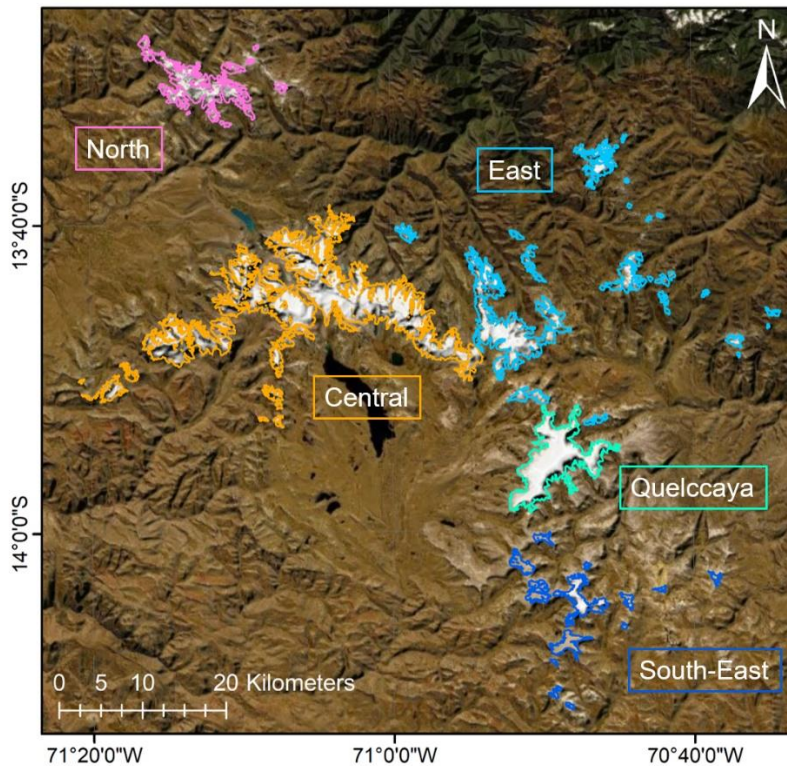 N
North
East
13°40'0"S
Central
Quelccaya
14°0'0"S
South-East
0 5 10 20 Kilometers
71°20'0"W 71°0'0"W 70°40'0"W